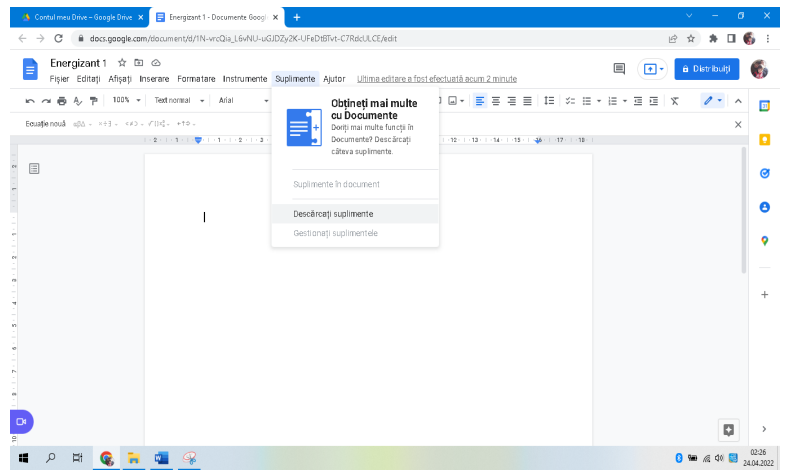 Contul meu Drive – Google Drive
Energizant 1 - Documente Googl
docs.google.com/document/d/1N-vrcQia_L6vNU-uGJDZy2K-UFeDtBTvt-C7RdcULCE/edit
Energizant 1
Fișier Editați Afișați Inserare Formatare Instrumente Suplimente Ajutor Ultima editare a fost efectuată acum 2 minute
Distribuiți
100% Text normal Arial
Ecuație nouă
Obțineți mai multe
cu Documente
Doriți mai multe funcții în
Documente? Descărcați
câteva suplimente.
Suplimente în document
Descărcați suplimente
Gestionați suplimentele
02:26
24.04.2022